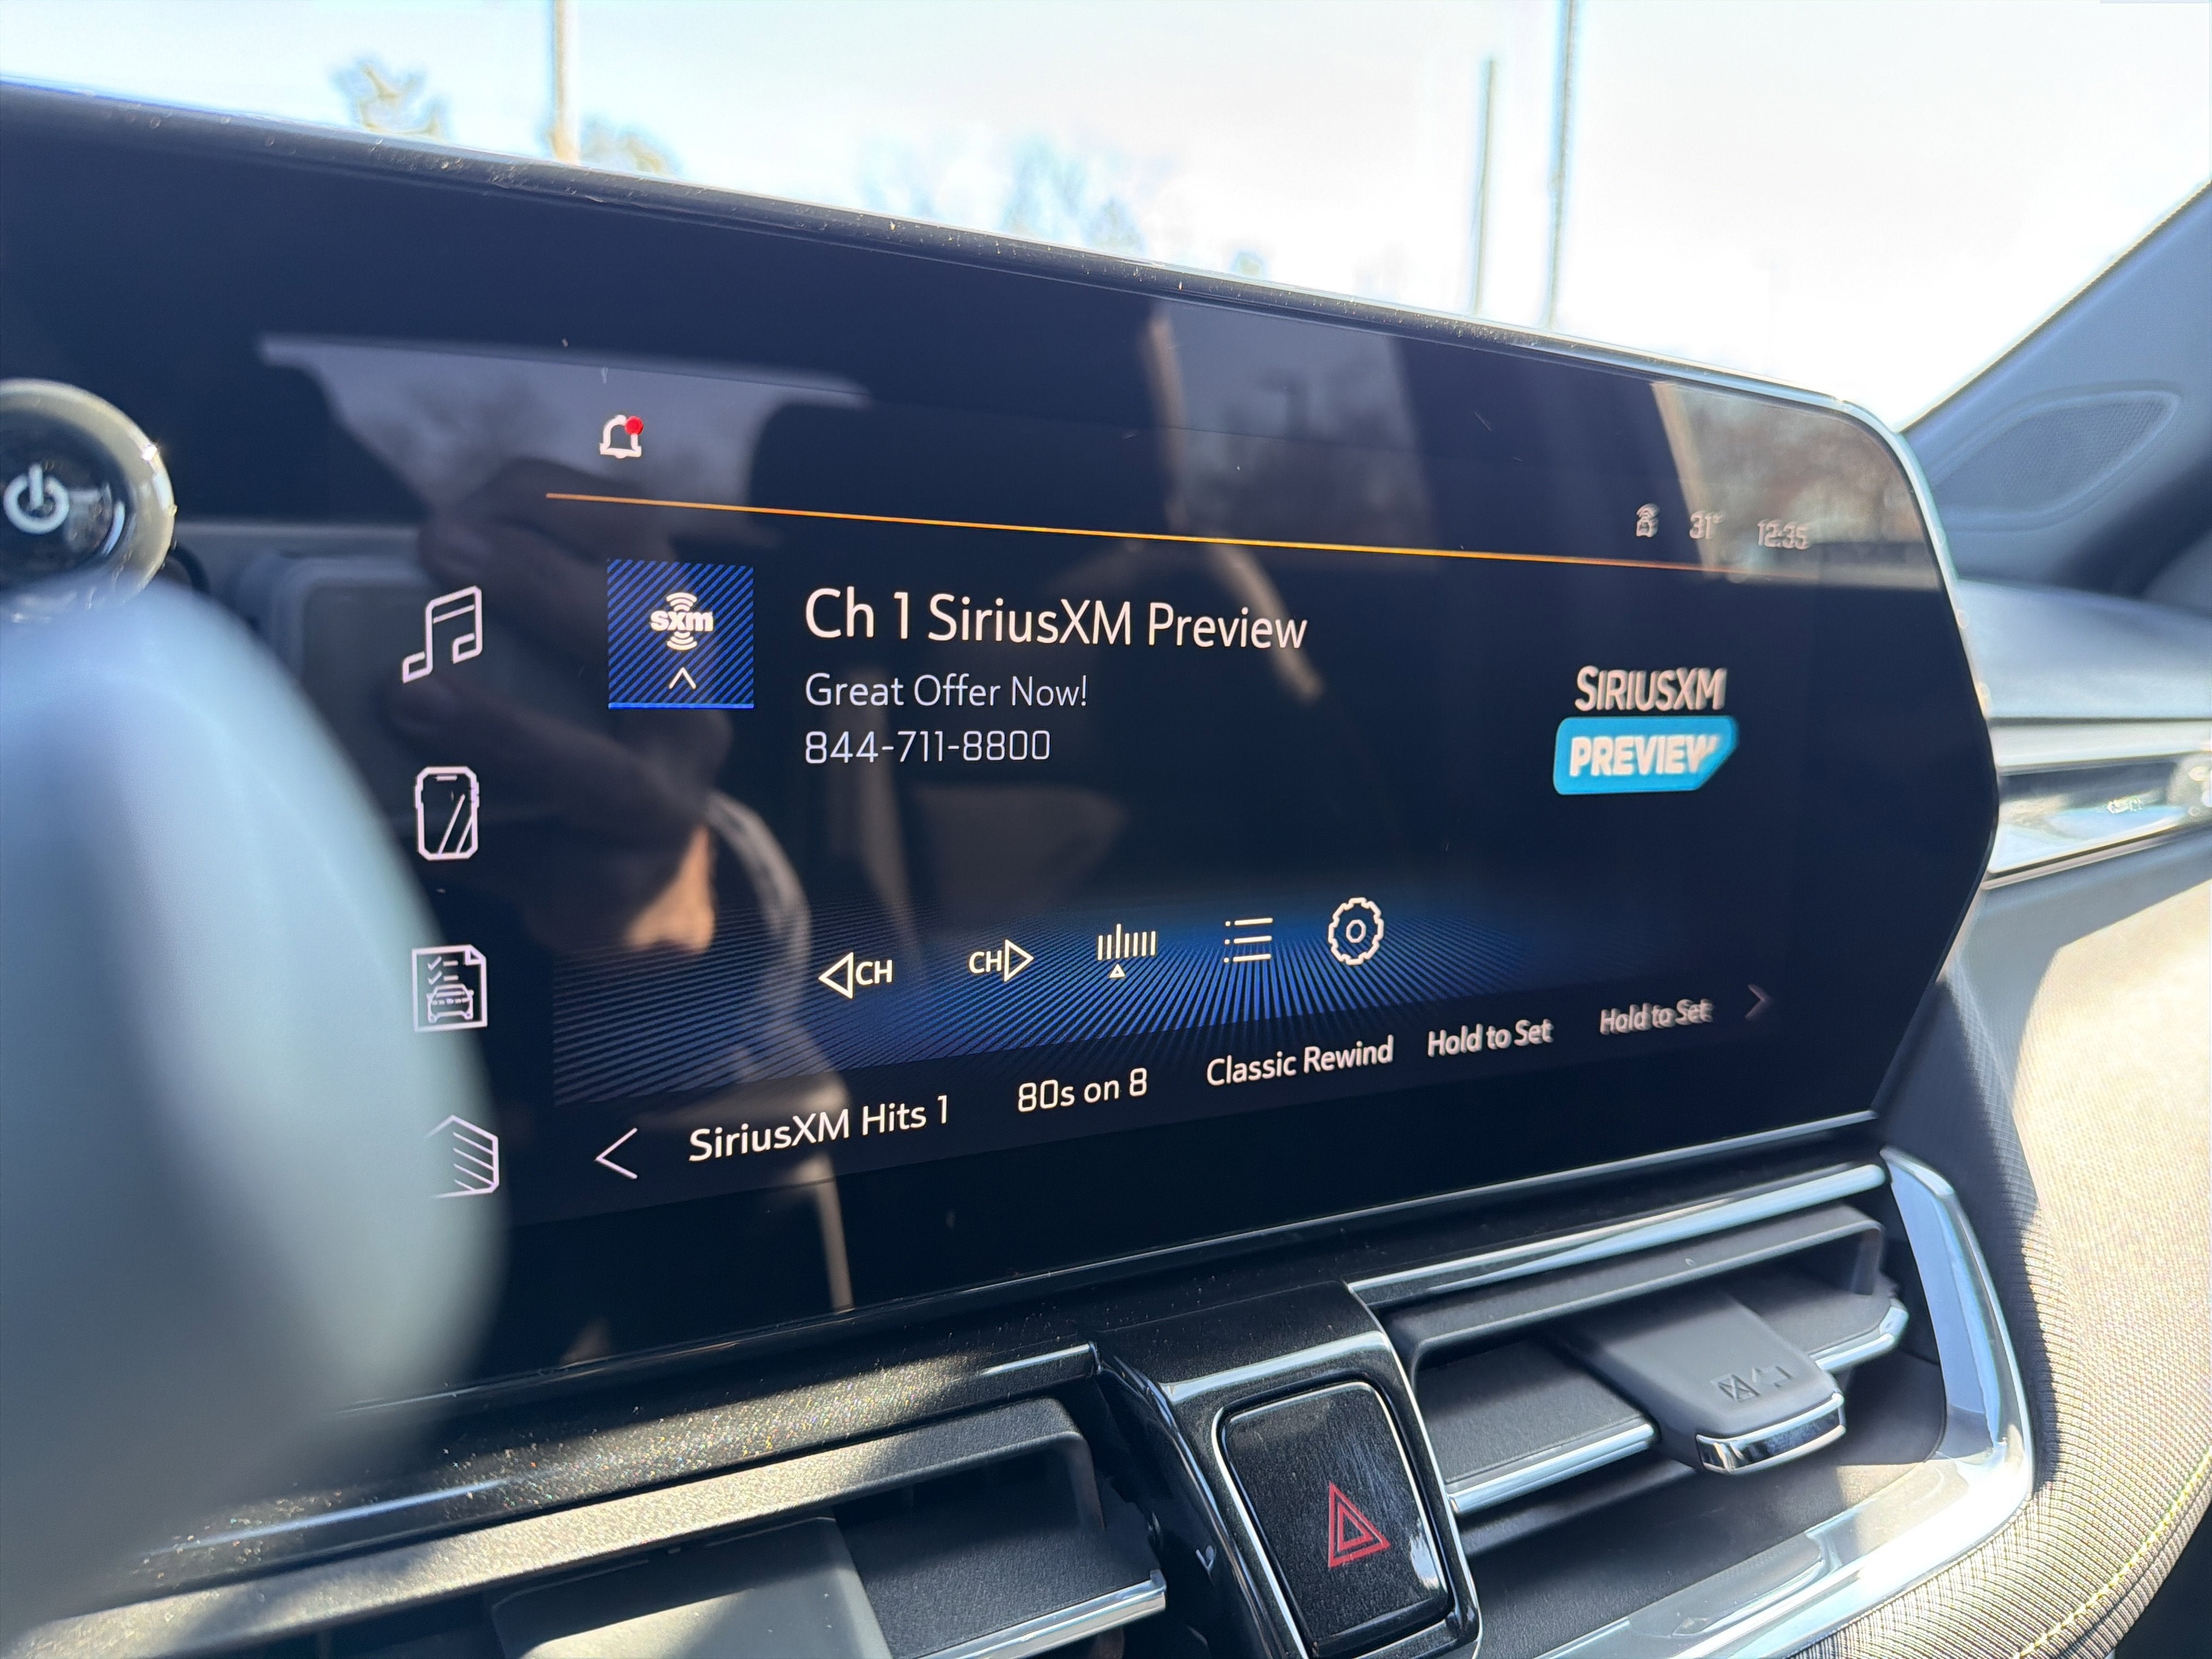 31° 12:35
sxm
Ch 1 SiriusXM Preview
Great Offer Now!
844-711-8800
SIRIUSXM
PREVIEW
CH CH
SiriusXM Hits 1 80s on 8 Classic Rewind Hold to Set Hold to Set